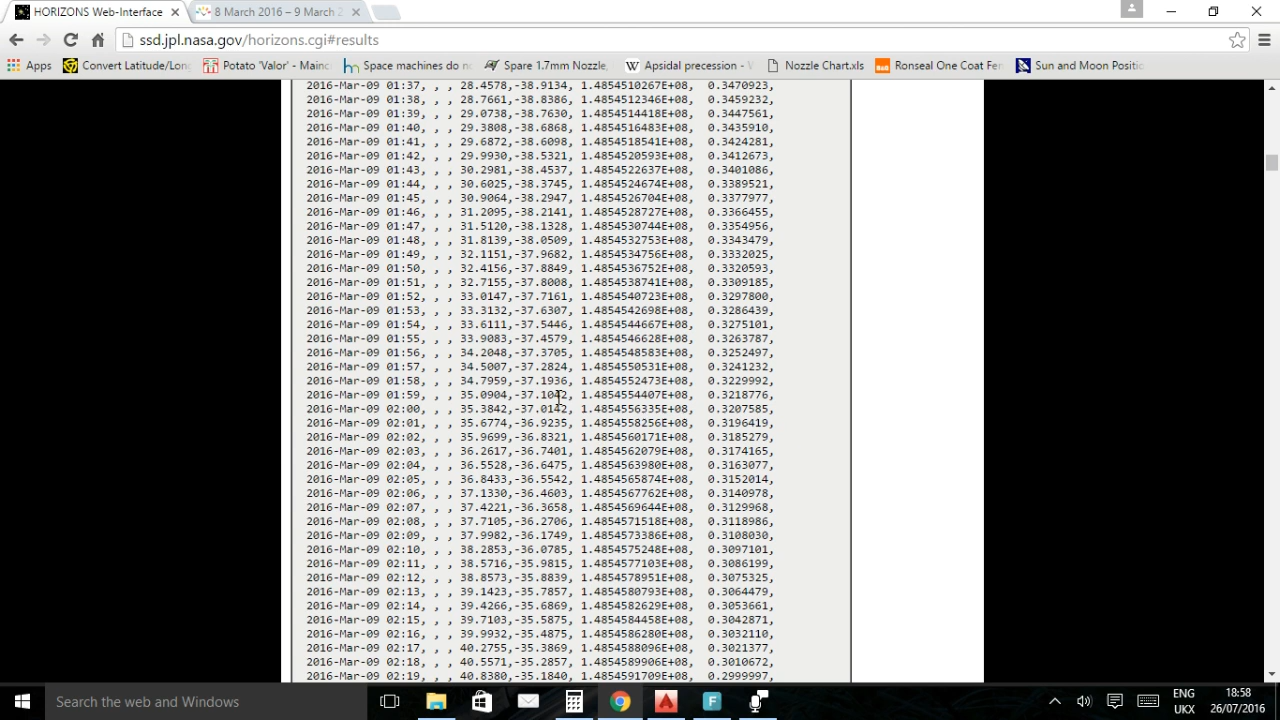 HORIZONS Web-Interface
8 March 2016 – 9 March 2
ssd.jpl.nasa.gov/horizons.cgi#results
Apps Convert Latitude/Lon Potato 'Valor' - Mainc Space machines do n Spare 1.7mm Nozzle, W Apsidal precession - Nozzle Chart.xls Ronseal One Coat Fen Sun and Moon Positio
2016-Mar-09 01:37, , , 28.4578,-38.9134, 1.4854510267E+08, 0.3470923,
2016-Mar-09 01:38, , , 28.7661,-38.8386, 1.4854512346E+08, 0.3459232,
2016-Mar-09 01:39, , , 29.0738,-38.7630, 1.4854514418E+08, 0.3447561,
2016-Mar-09 01:40, , , 29.3808,-38.6868, 1.4854516483E+08, 0.3435910,
2016-Mar-09 01:41, , , 29.6872,-38.6098, 1.4854518541E+08, 0.3424281,
2016-Mar-09 01:42, , , 29.9930,-38.5321, 1.4854520593E+08, 0.3412673,
2016-Mar-09 01:43, , , 30.2981,-38.4537, 1.4854522637E+08, 0.3401086,
2016-Mar-09 01:44, , , 30.6025,-38.3745, 1.4854524674E+08, 0.3389521,
2016-Mar-09 01:45, , , 30.9064,-38.2947, 1.4854526704E+08, 0.3377977,
2016-Mar-09 01:46, , , 31.2095,-38.2141, 1.4854528727E+08, 0.3366455,
2016-Mar-09 01:47, , , 31.5120,-38.1328, 1.4854530744E+08, 0.3354956,
2016-Mar-09 01:48, , , 31.8139,-38.0509, 1.4854532753E+08, 0.3343479,
2016-Mar-09 01:49, , , 32.1151,-37.9682, 1.4854534756E+08, 0.3332025,
2016-Mar-09 01:50, , , 32.4156,-37.8849, 1.4854536752E+08, 0.3320593,
2016-Mar-09 01:51, , , 32.7155,-37.8008, 1.4854538741E+08, 0.3309185,
2016-Mar-09 01:52, , , 33.0147,-37.7161, 1.4854540723E+08, 0.3297800,
2016-Mar-09 01:53, , , 33.3132,-37.6307, 1.4854542698E+08, 0.3286439,
2016-Mar-09 01:54, , , 33.6111,-37.5446, 1.4854544667E+08, 0.3275101,
2016-Mar-09 01:55, , , 33.9083,-37.4579, 1.4854546628E+08, 0.3263787,
2016-Mar-09 01:56, , , 34.2048,-37.3705, 1.4854548583E+08, 0.3252497,
2016-Mar-09 01:57, , , 34.5007,-37.2824, 1.4854550531E+08, 0.3241232,
2016-Mar-09 01:58, , , 34.7959,-37.1936, 1.4854552473E+08, 0.3229992,
2016-Mar-09 01:59, , , 35.0904,-37.1042, 1.4854554407E+08, 0.3218776,
2016-Mar-09 02:00, , , 35.3842,-37.0142, 1.4854556335E+08, 0.3207585,
2016-Mar-09 02:01, , , 35.6774,-36.9235, 1.4854558256E+08, 0.3196419,
2016-Mar-09 02:02, , , 35.9699,-36.8321, 1.4854560171E+08, 0.3185279,
2016-Mar-09 02:03, , , 36.2617,-36.7401, 1.4854562079E+08, 0.3174165,
2016-Mar-09 02:04, , , 36.5528,-36.6475, 1.4854563980E+08, 0.3163077,
2016-Mar-09 02:05, , , 36.8433,-36.5542, 1.4854565874E+08, 0.3152014,
2016-Mar-09 02:06, , , 37.1330,-36.4603, 1.4854567762E+08, 0.3140978,
2016-Mar-09 02:07, , , 37.4221,-36.3658, 1.4854569644E+08, 0.3129968,
2016-Mar-09 02:08, , , 37.7105,-36.2706, 1.4854571518E+08, 0.3118986,
2016-Mar-09 02:09, , , 37.9982,-36.1749, 1.4854573386E+08, 0.3108030,
2016-Mar-09 02:10, , , 38.2853,-36.0785, 1.4854575248E+08, 0.3097101,
2016-Mar-09 02:11, , , 38.5716,-35.9815, 1.4854577103E+08, 0.3086199,
2016-Mar-09 02:12, , , 38.8573,-35.8839, 1.4854578951E+08, 0.3075325,
2016-Mar-09 02:13, , , 39.1423,-35.7857, 1.4854580793E+08, 0.3064479,
2016-Mar-09 02:14, , , 39.4266,-35.6869, 1.4854582629E+08, 0.3053661,
2016-Mar-09 02:15, , , 39.7103,-35.5875, 1.4854584458E+08, 0.3042871,
2016-Mar-09 02:16, , , 39.9932,-35.4875, 1.4854586280E+08, 0.3032110,
2016-Mar-09 02:17, , , 40.2755,-35.3869, 1.4854588096E+08, 0.3021377,
2016-Mar-09 02:18, , , 40.5571,-35.2857, 1.4854589906E+08, 0.3010672,
2016-Mar-09 02:19, , , 40.8380,-35.1840, 1.4854591709E+08, 0.2999997,
Search the web and Windows
ENG
UKX
18:58
26/07/2016